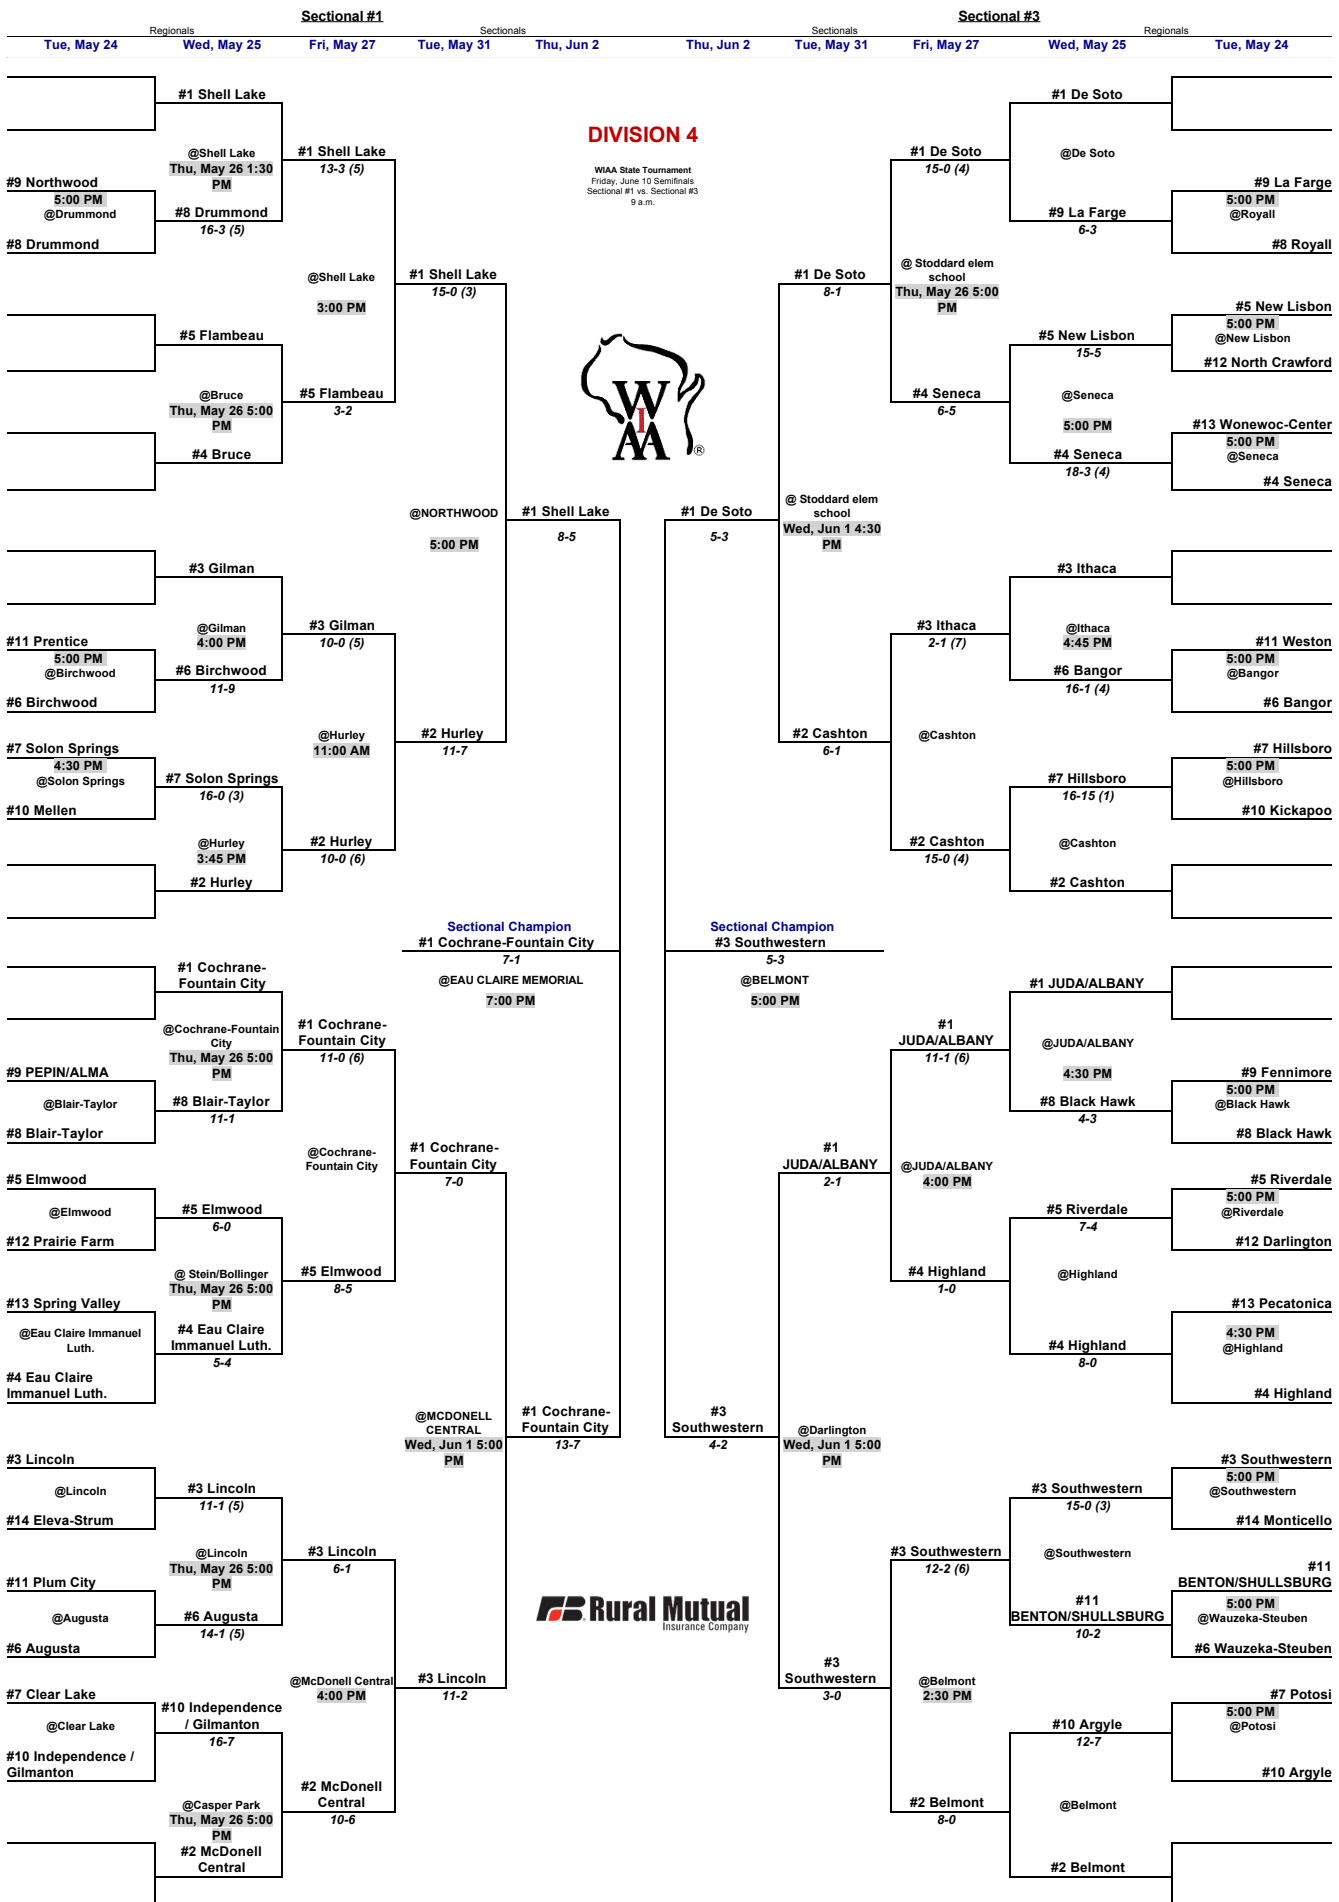 Sectional #1
Sectional #3
Regionals
Sectionals
Sectionals
Regionals
Tue, May 24
Wed, May 25
Fri, May 27
Tue, May 31
Thu, Jun 2
Thu, Jun 2
Tue, May 31
Fri, May 27
Wed, May 25
Tue, May 24
DIVISION 4
WIAA State Tournament
Friday, June 10 Semifinals
Sectional #1 vs. Sectional #3
9 a.m.
#9 Northwood
5:00 PM
@Drummond
#8 Drummond
#11 Prentice
5:00 PM
@Birchwood
#6 Birchwood
#7 Solon Springs
4:30 PM
@Solon Springs
#10 Mellen
#9 PEPIN/ALMA
@Blair-Taylor
#8 Blair-Taylor
#5 Elmwood
@Elmwood
#12 Prairie Farm
#13 Spring Valley
@Eau Claire Immanuel
Luth.
#4 Eau Claire
Immanuel Luth.
#3 Lincoln
@Lincoln
#14 Eleva-Strum
#11 Plum City
@Augusta
#6 Augusta
#7 Clear Lake
@Clear Lake
#10 Independence /
Gilmanton
#1 Shell Lake
@Shell Lake
Thu, May 26 1:30
PM
#8 Drummond
16-3 (5)
#5 Flambeau
@Bruce
Thu, May 26 5:00
PM
#4 Bruce
#3 Gilman
@Gilman
4:00 PM
#6 Birchwood
11-9
#7 Solon Springs
16-0 (3)
@Hurley
3:45 PM
#2 Hurley
#1 Cochrane-
Fountain City
@Cochrane-Fountain
City
Thu, May 26 5:00
PM
#8 Blair-Taylor
11-1
#5 Elmwood
6-0
@ Stein/Bollinger
Thu, May 26 5:00
PM
#4 Eau Claire
Immanuel Luth.
5-4
#3 Lincoln
11-1 (5)
@Lincoln
Thu, May 26 5:00
PM
#6 Augusta
14-1 (5)
#10 Independence
/ Gilmanton
16-7
@Casper Park
Thu, May 26 5:00
PM
#2 McDonell
Central
#1 Shell Lake
13-3 (5)
@Shell Lake
3:00 PM
#5 Flambeau
3-2
#3 Gilman
10-0 (5)
@Hurley
11:00 AM
#2 Hurley
10-0 (6)
#1 Cochrane-
Fountain City
11-0 (6)
@Cochrane-
Fountain City
#5 Elmwood
8-5
#3 Lincoln
6-1
@McDonell Central
4:00 PM
#2 McDonell
Central
10-6
#1 Shell Lake
15-0 (3)
@NORTHWOOD
5:00 PM
#2 Hurley
11-7
#1 Cochrane-
Fountain City
7-0
@MCDONELL
CENTRAL
Wed, Jun 1 5:00
PM
#3 Lincoln
11-2
#1 Shell Lake
8-5
Sectional Champion
#1 Cochrane-Fountain City
7-1
@EAU CLAIRE MEMORIAL
7:00 PM
#1 Cochrane-
Fountain City
13-7
W
I
AA
®
Rural Mutual
Insurance Company
#1 De Soto
5-3
Sectional Champion
#3 Southwestern
5-3
@BELMONT
5:00 PM
#3
Southwestern
4-2
#1 De Soto
8-1
@ Stoddard elem
school
Wed, Jun 1 4:30
PM
#2 Cashton
6-1
#1
JUDA/ALBANY
2-1
@Darlington
Wed, Jun 1 5:00
PM
#3
Southwestern
3-0
#1 De Soto
15-0 (4)
@ Stoddard elem
school
Thu, May 26 5:00
PM
#4 Seneca
6-5
#3 Ithaca
2-1 (7)
@Cashton
#2 Cashton
15-0 (4)
#1
JUDA/ALBANY
11-1 (6)
@JUDA/ALBANY
4:00 PM
#4 Highland
1-0
#3 Southwestern
12-2 (6)
@Belmont
2:30 PM
#2 Belmont
8-0
#1 De Soto
@De Soto
#9 La Farge
6-3
#5 New Lisbon
15-5
@Seneca
5:00 PM
#4 Seneca
18-3 (4)
#3 Ithaca
@Ithaca
4:45 PM
#6 Bangor
16-1 (4)
#7 Hillsboro
16-15 (1)
@Cashton
#2 Cashton
#1 JUDA/ALBANY
@JUDA/ALBANY
4:30 PM
#8 Black Hawk
4-3
#5 Riverdale
7-4
@Highland
#4 Highland
8-0
#3 Southwestern
15-0 (3)
@Southwestern
#11
BENTON/SHULLSBURG
10-2
#10 Argyle
12-7
@Belmont
#2 Belmont
#9 La Farge
5:00 PM
@Royall
#8 Royall
#5 New Lisbon
5:00 PM
@New Lisbon
#12 North Crawford
#13 Wonewoc-Center
5:00 PM
@Seneca
#4 Seneca
#11 Weston
5:00 PM
@Bangor
#6 Bangor
#7 Hillsboro
5:00 PM
@Hillsboro
#10 Kickapoo
#9 Fennimore
5:00 PM
@Black Hawk
#8 Black Hawk
#5 Riverdale
5:00 PM
@Riverdale
#12 Darlington
#13 Pecatonica
4:30 PM
@Highland
#4 Highland
#3 Southwestern
5:00 PM
@Southwestern
#14 Monticello
#11
BENTON/SHULLSBURG
5:00 PM
@Wauzeka-Steuben
#6 Wauzeka-Steuben
#7 Potosi
5:00 PM
@Potosi
#10 Argyle